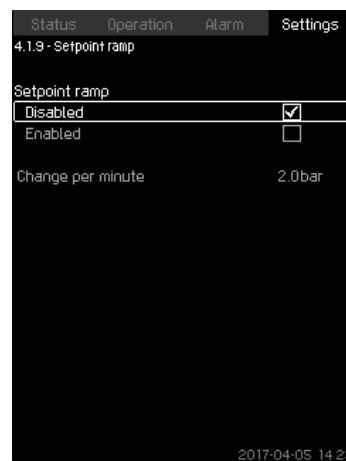 Status Operation Alarm Settings
4.1.9 - Setpoint ramp
Setpoint ramp
Disabled
Enabled
Change per minute 2.0bar
2017-04-05 14